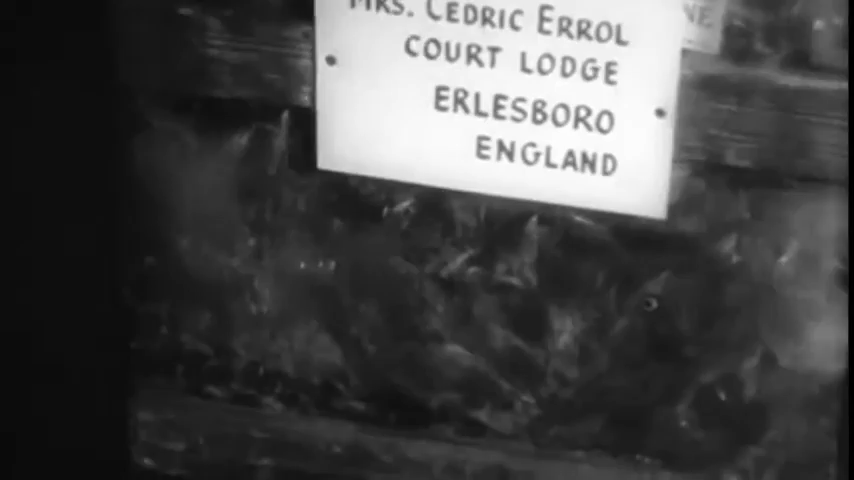 MRS. CEDRIC ERROL
COURT LODGE
ERLESBORO
ENGLAND